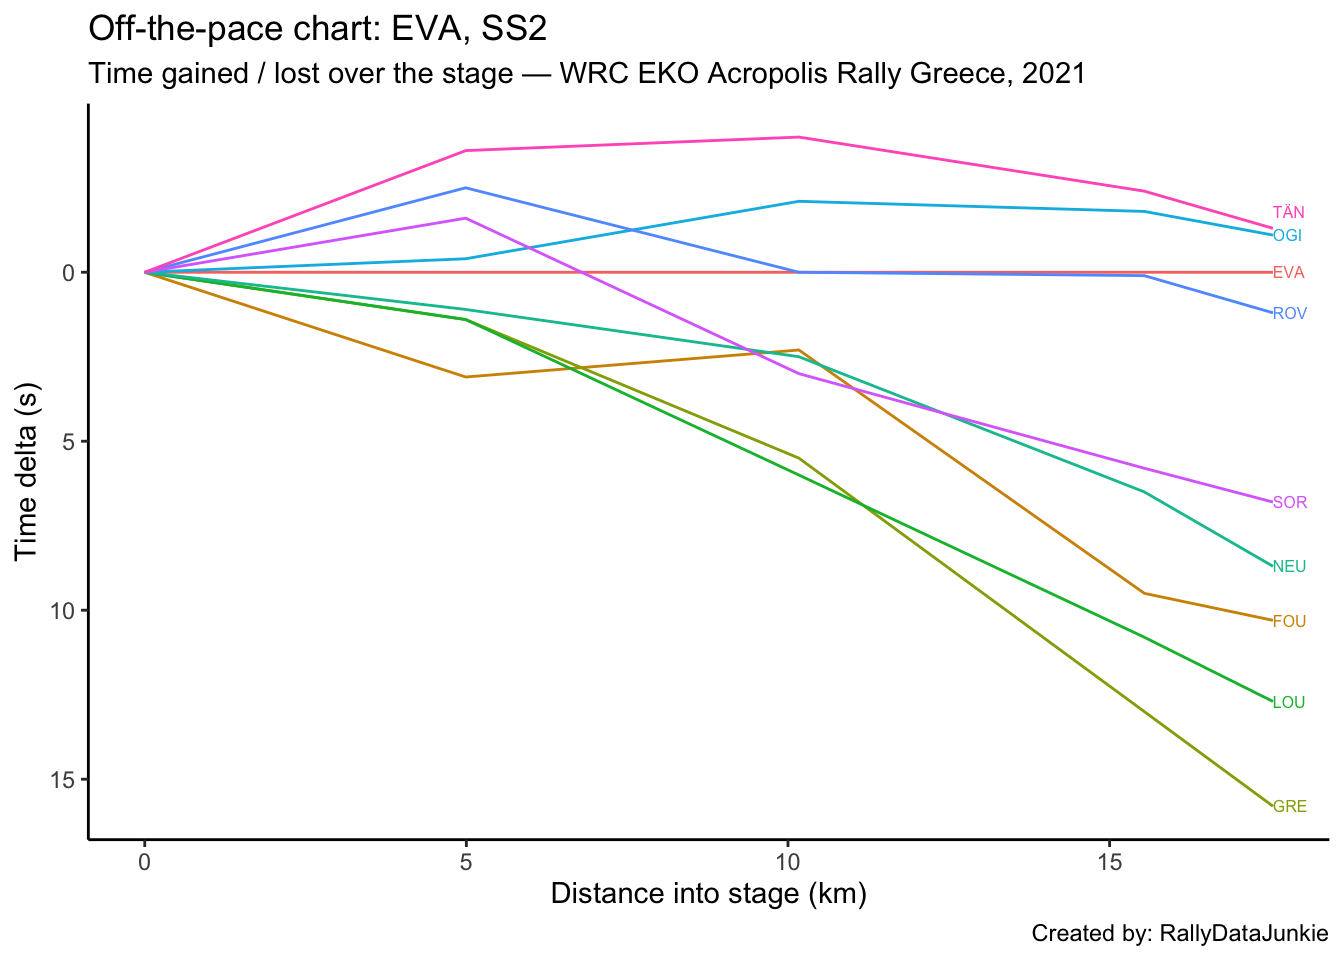 Off-the-pace chart: EVA, SS2
Time gained / lost over the stage — WRC EKO Acropolis Rally Greece, 2021
TÄN
OGI
0
EVA
ROV
Time delta (s)
5
SOR
NEU
10
FOU
LOU
15
GRE
0 5 10 15
Distance into stage (km)
Created by: RallyDataJunkie